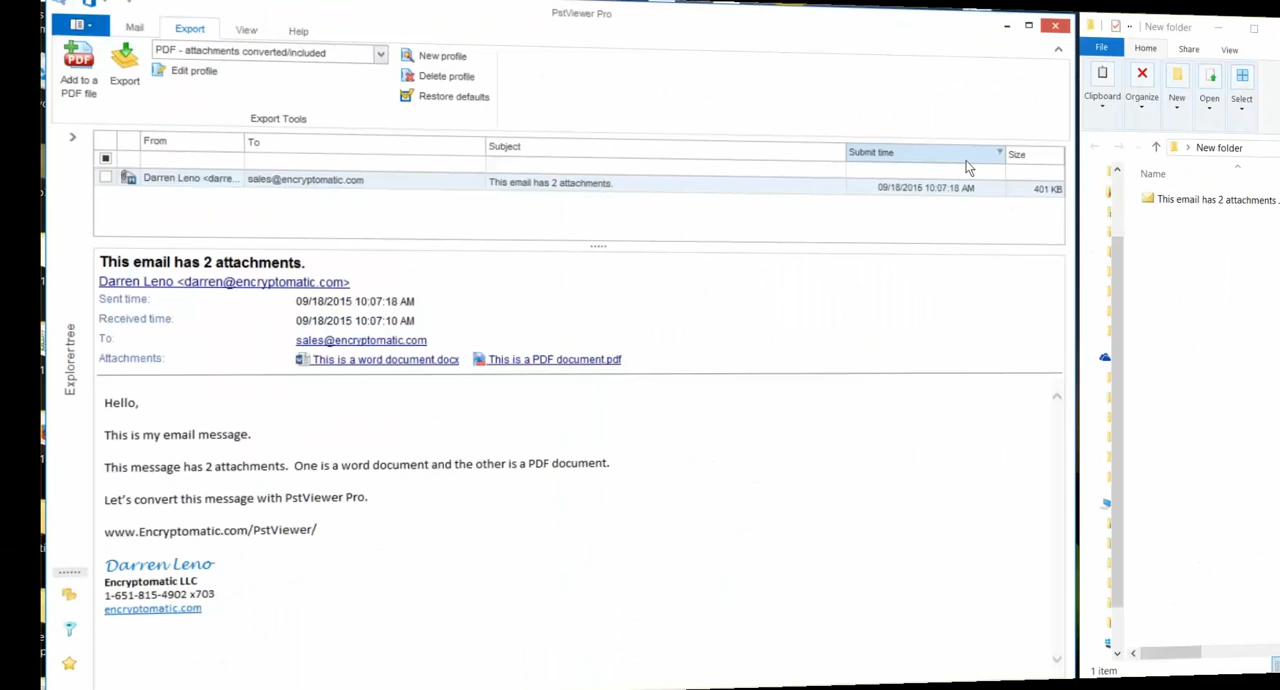 PstViewer Pro
Mail
Export
View
Help
Add to a
PDF file
Export
PDF - attachments converted/included
Edit profile
New profile
Delete profile
Restore defaults
Export Tools
From
To
Subject
Submit time
Size
Darren Leno <darre...
sales@encryptomatic.com
This email has 2 attachments.
09/18/2015 10:07:18 AM
401 KB
Explorer tree
This email has 2 attachments.
Darren Leno <darren@encryptomatic.com>
Sent time: 09/18/2015 10:07:18 AM
Received time: 09/18/2015 10:07:10 AM
To: sales@encryptomatic.com
Attachments: This is a word document.docx This is a PDF document.pdf
Hello,
This is my email message.
This message has 2 attachments. One is a word document and the other is a PDF document.
Let's convert this message with PstViewer Pro.
www.Encryptomatic.com/PstViewer/
Darren Leno
Encryptomatic LLC
1-651-815-4902 x703
encryptomatic.com
New folder
File
Home
Share
View
Clipboard
Organize
New
Open
Select
New folder
Name
This email has 2 attachments .
1 item